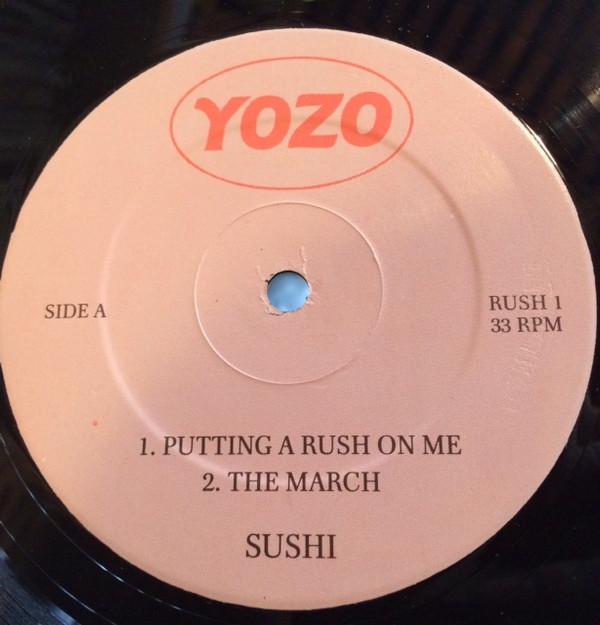 YOZO
SIDE A
RUSH 1
33 RPM
1. PUTTING A RUSH ON ME
2. THE MARCH
SUSHI